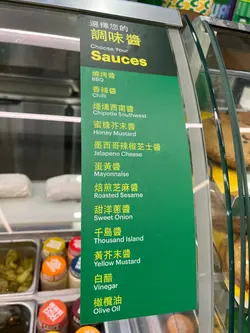 選擇您的
調味醬
Choose Your
Sauces
燒烤醬
BBQ
香辣醬
Chilli
煙燻西南醬
Chipotle Southwest
蜜糖芥末醬
Honey Mustard
墨西哥辣椒芝士醬
Jalapeno Cheese
蛋黃醬
Mayonnaise
焙煎芝麻醬
Roasted Sesame
甜洋蔥醬
Sweet Onion
千島醬
Thousand Island
黃芥末醬
Yellow Mustard
白醋
Vinegar
橄欖油
Olive Oil